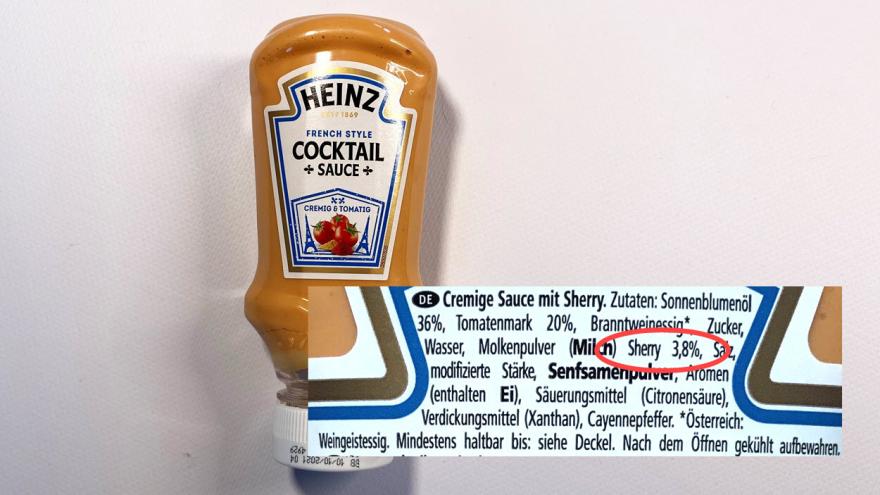 HEINZ
EST'D 1869
FRENCH STYLE
COCKTAIL
SAUCE
CREMIG & TOMATIG
DE Cremige Sauce mit Sherry. Zutaten: Sonnenblumenöl
36%, Tomatenmark 20%, Branntweinessig*, Zucker,
Wasser, Molkenpulver (Milch) Sherry 3,8%, Salz,
modifizierte Stärke, Senfsamenpulver, Aromen
(enthalten Ei), Säuerungsmittel (Citronensäure),
Verdickungsmittel (Xanthan), Cayennepfeffer. *Österreich:
Weingeistessig. Mindestens haltbar bis: siehe Deckel. Nach dem Öffnen gekühlt aufbewahren.
BB 10/10/2021 04
4929